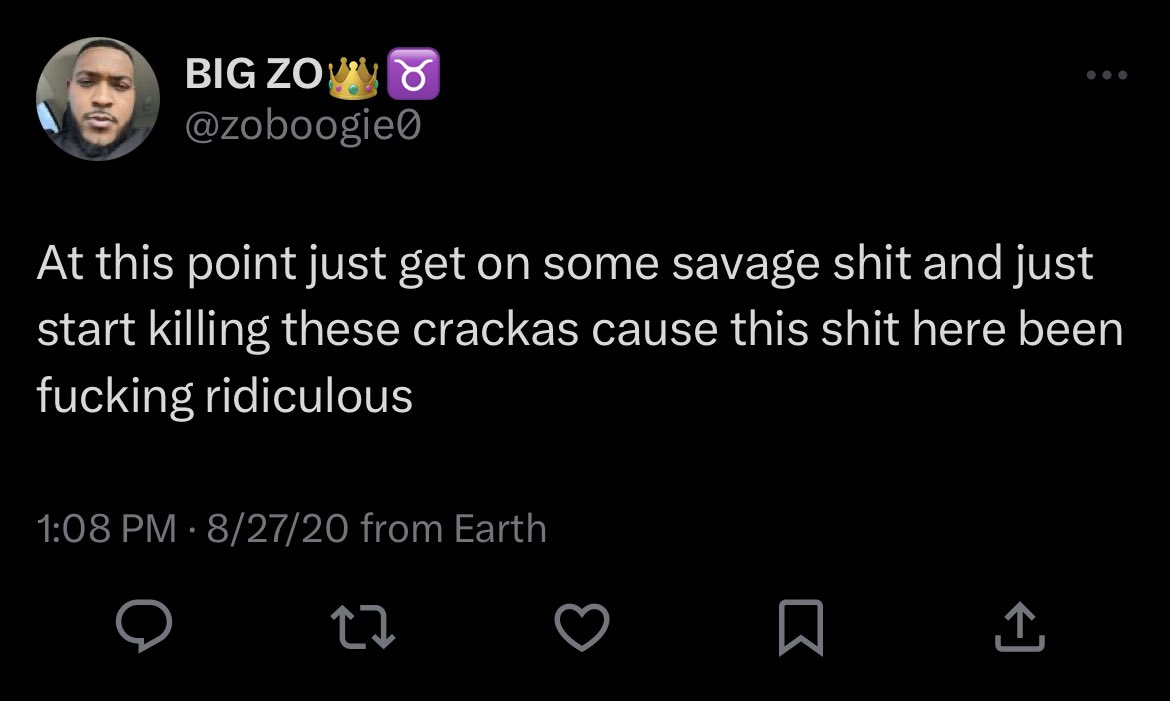 BIG ZO👑♉
@zoboogie0
At this point just get on some savage shit and just
start killing these crackas cause this shit here been
fucking ridiculous
1:08 PM · 8/27/20 from Earth